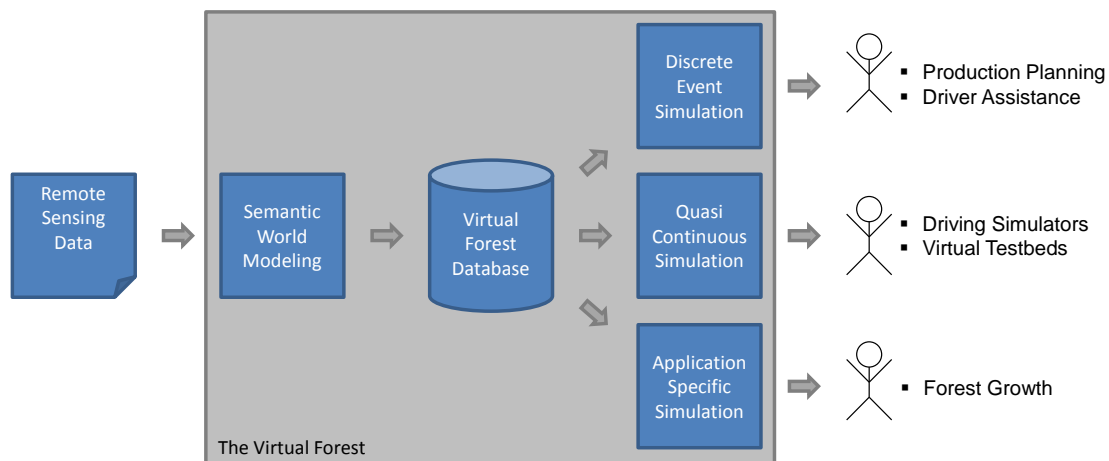 Remote
Sensing
Data
Semantic
World
Modeling
Virtual
Forest
Database
Discrete
Event
Simulation
▪ Production Planning
▪ Driver Assistance
Quasi
Continuous
Simulation
▪ Driving Simulators
▪ Virtual Testbeds
Application
Specific
Simulation
▪ Forest Growth
The Virtual Forest